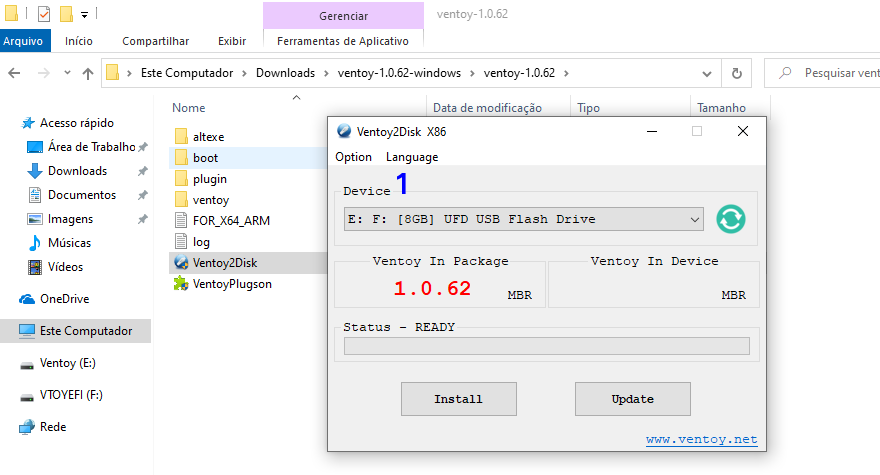 Gerenciar
ventoy-1.0.62
Arquivo
Início
Compartilhar
Exibir
Ferramentas de Aplicativo
Este Computador
Downloads
ventoy-1.0.62-windows
ventoy-1.0.62
Pesquisar vent
Nome
Data de modificação
Tipo
Tamanho
Acesso rápido
Área de Trabalho
Downloads
Documentos
Imagens
Músicas
Vídeos
OneDrive
Este Computador
Ventoy (E:)
VTOYEFI (F:)
Rede
altexe
boot
plugin
ventoy
FOR_X64_ARM
log
Ventoy2Disk
VentoyPlugson
Ventoy2Disk X86
Option
Language
1
Device
E: F: [8GB] UFD USB Flash Drive
Ventoy In Package
1.0.62
MBR
Ventoy In Device
MBR
Status - READY
Install
Update
www.ventoy.net